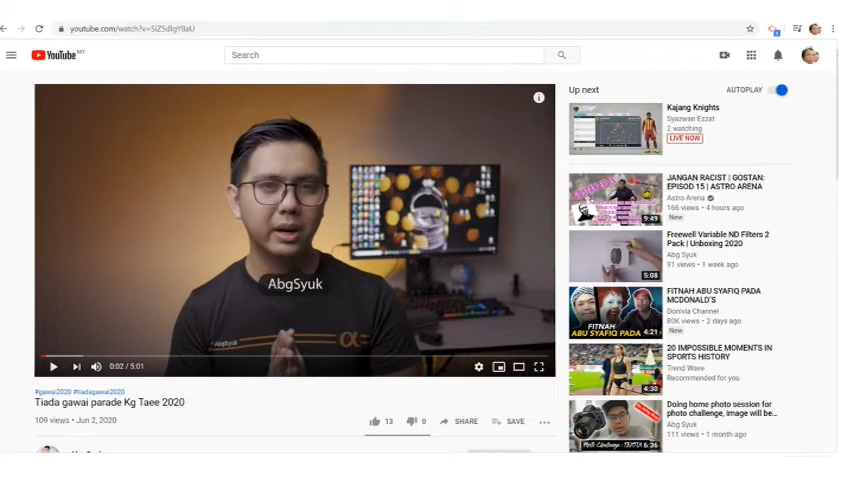 youtube.com/watch?v=5IZ5dIgY8aU
YouTube MY
Search
AbgSyuk
AbgSyuk
α
0:02 / 5:01
#gawai2020 #tiadagawai2020
Tiada gawai parade Kg Taee 2020
109 views • Jun 2, 2020
13
0
SHARE
SAVE
Up next
AUTOPLAY
Kajang Knights
Syazwan Ezzat
2 watching
LIVE NOW
9:49
JANGAN RACIST | GOSTAN:
EPISOD 15 | ASTRO ARENA
Astro Arena
166 views • 4 hours ago
New
5:08
Freewell Variable ND Filters 2
Pack | Unboxing 2020
Abg Syuk
91 views • 1 week ago
FITNAH
ABU SYAFIQ PADA
4:21
FITNAH ABU SYAFIQ PADA
MCDONALD'S
Donivia Channel
80K views • 2 days ago
New
4:30
20 IMPOSSIBLE MOMENTS IN
SPORTS HISTORY
Trend Wave
Recommended for you
6:36
Doing home photo session for
photo challenge, image will be...
Abg Syuk
111 views • 1 month ago